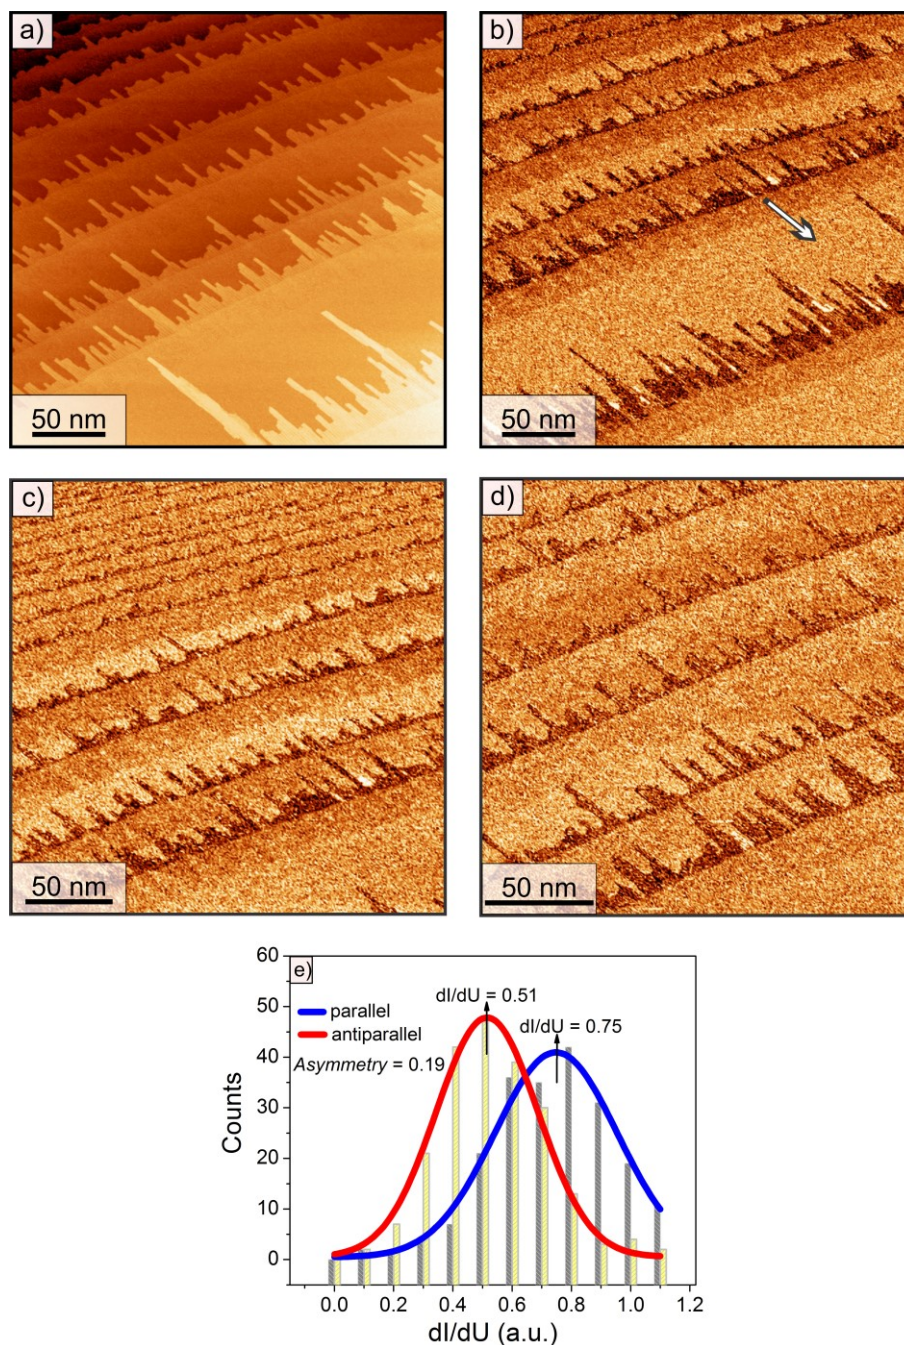 a)
b)
50 nm
50 nm
c)
d)
50 nm
50 nm
e)
60
50
40
30
20
10
0
Counts
dI/dU = 0.51
dI/dU = 0.75
parallel
antiparallel
Asymmetry = 0.19
0.0 0.2 0.4 0.6 0.8 1.0 1.2
dI/dU (a.u.)